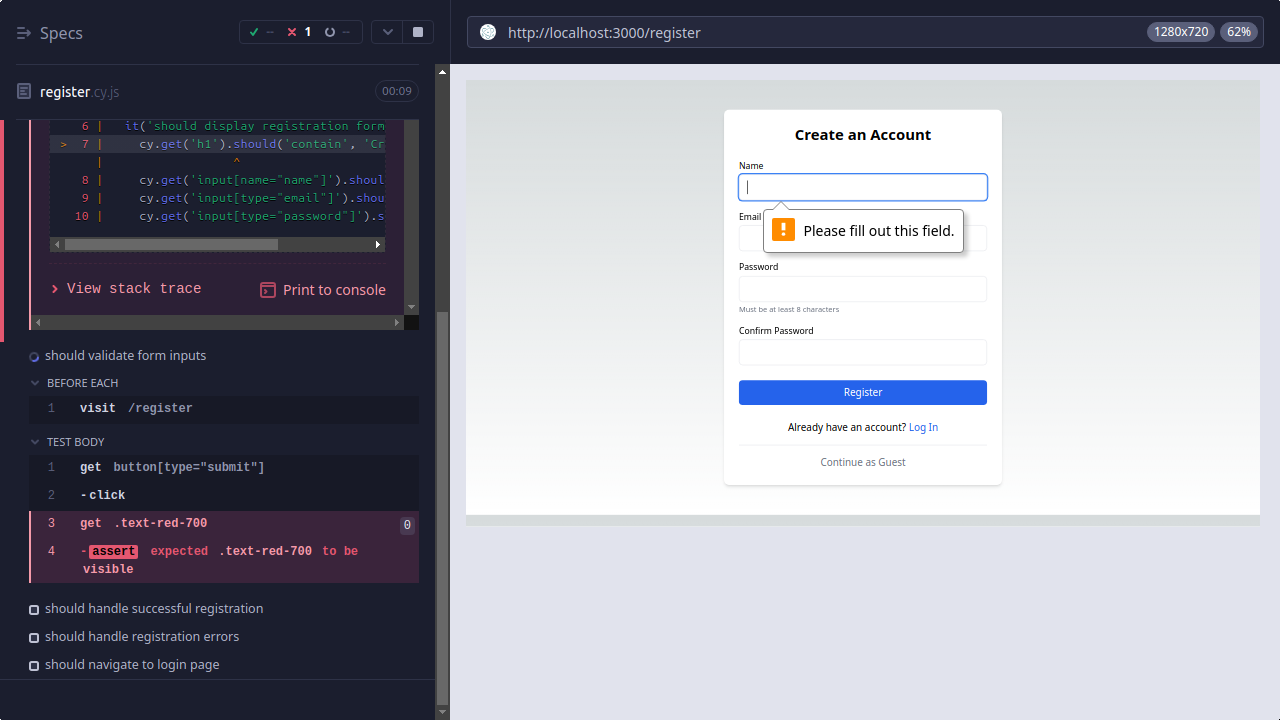 Specs
-- 1 --
http://localhost:3000/register
1280x720
62%
register.cy.js
00:09
6 | it('should display registration form
> 7 | cy.get('h1').should('contain', 'Cr
| ^
8 | cy.get('input[name="name"]').shoul
9 | cy.get('input[type="email"]').shou
10 | cy.get('input[type="password"]').s
View stack trace
Print to console
should validate form inputs
BEFORE EACH
1 visit /register
TEST BODY
1 get button[type="submit"]
2 -click
3 get .text-red-700 0
4 -assert expected .text-red-700 to be
visible
should handle successful registration
should handle registration errors
should navigate to login page
Create an Account
Name
Email
Please fill out this field.
Password
Must be at least 8 characters
Confirm Password
Register
Already have an account? Log In
Continue as Guest